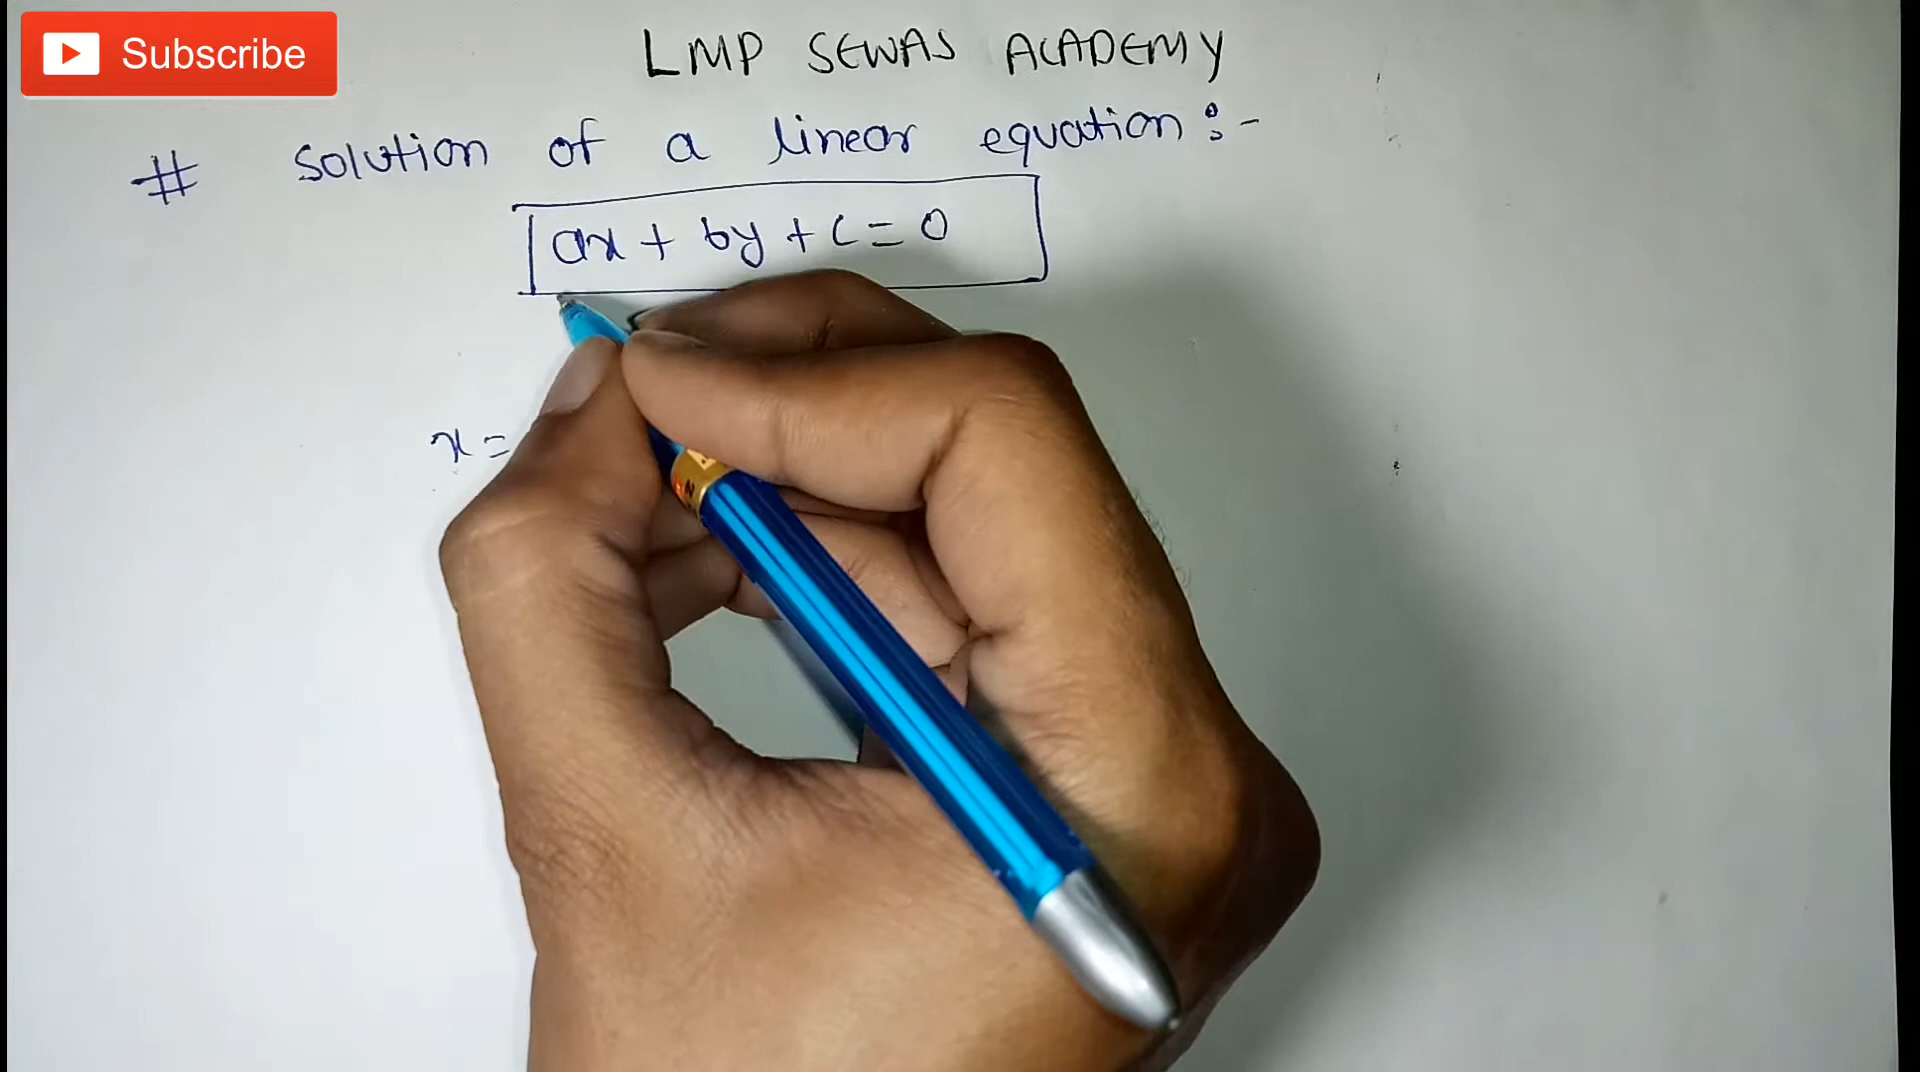 Subscribe
LMP SEWAS ACADEMY
# Solution of a linear equation :-
ax + by + c = 0
x =